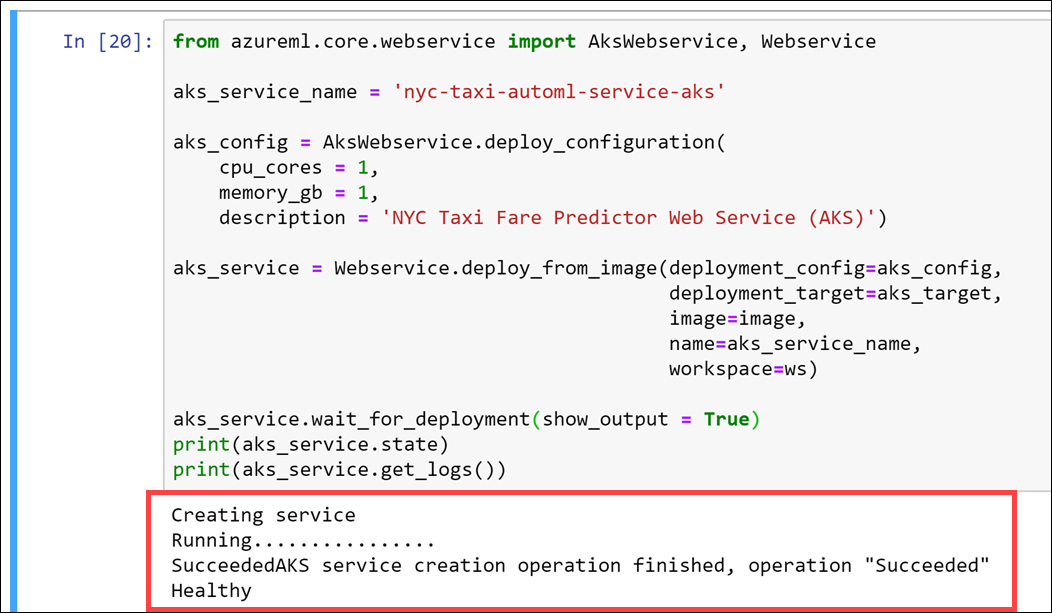 In [20]: from azureml.core.webservice import AksWebservice, Webservice
aks_service_name = 'nyc-taxi-automl-service-aks'
aks_config = AksWebservice.deploy_configuration(
    cpu_cores = 1,
    memory_gb = 1,
    description = 'NYC Taxi Fare Predictor Web Service (AKS)')
aks_service = Webservice.deploy_from_image(deployment_config=aks_config,
                                           deployment_target=aks_target,
                                           image=image,
                                           name=aks_service_name,
                                           workspace=ws)
aks_service.wait_for_deployment(show_output = True)
print(aks_service.state)
print(aks_service.get_logs())
Creating service
Running................
SucceededAKS service creation operation finished, operation "Succeeded"
Healthy